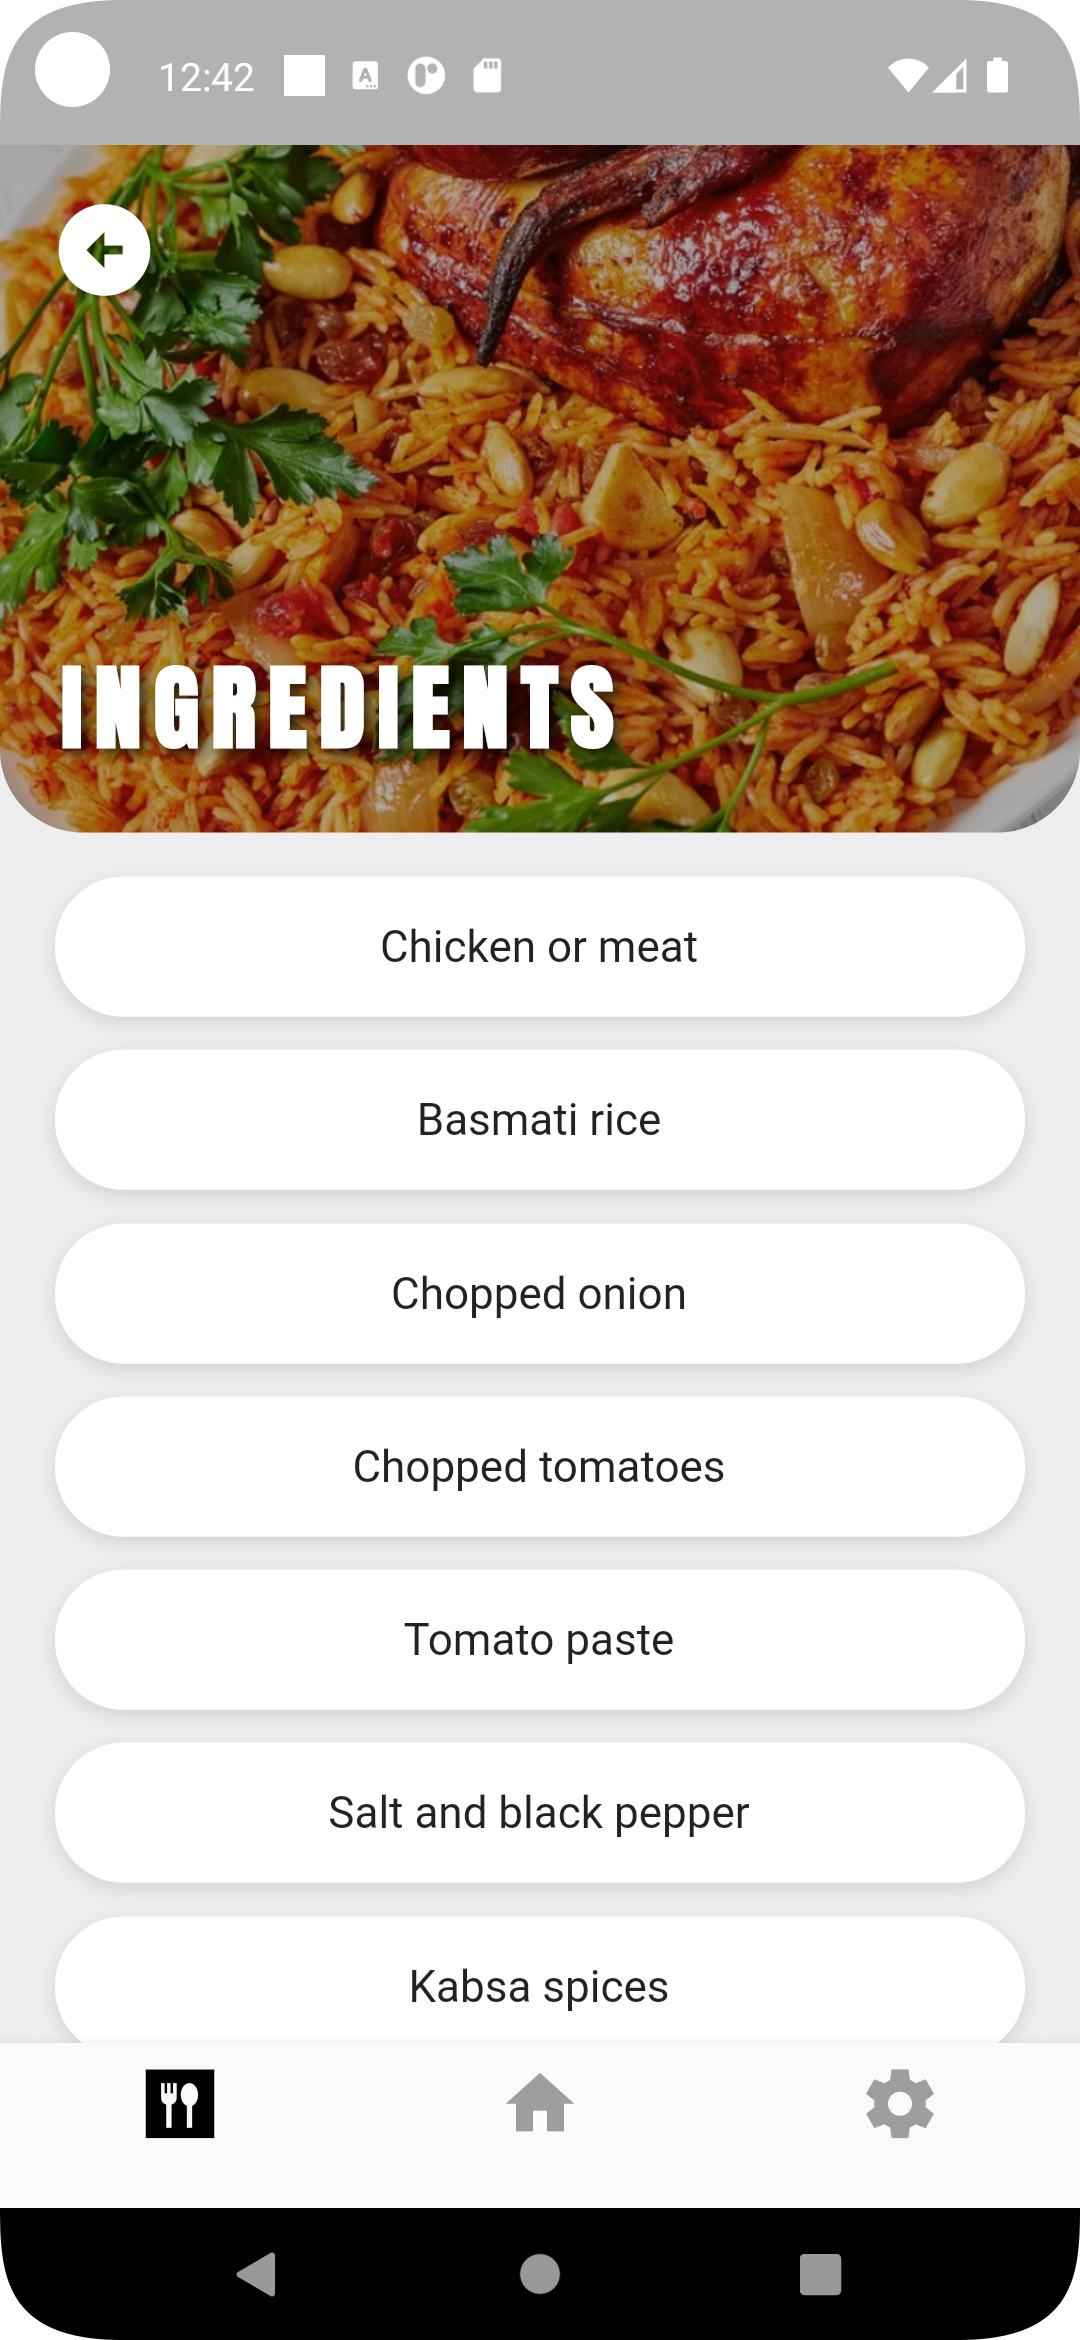 12:42
INGREDIENTS
Chicken or meat
Basmati rice
Chopped onion
Chopped tomatoes
Tomato paste
Salt and black pepper
Kabsa spices